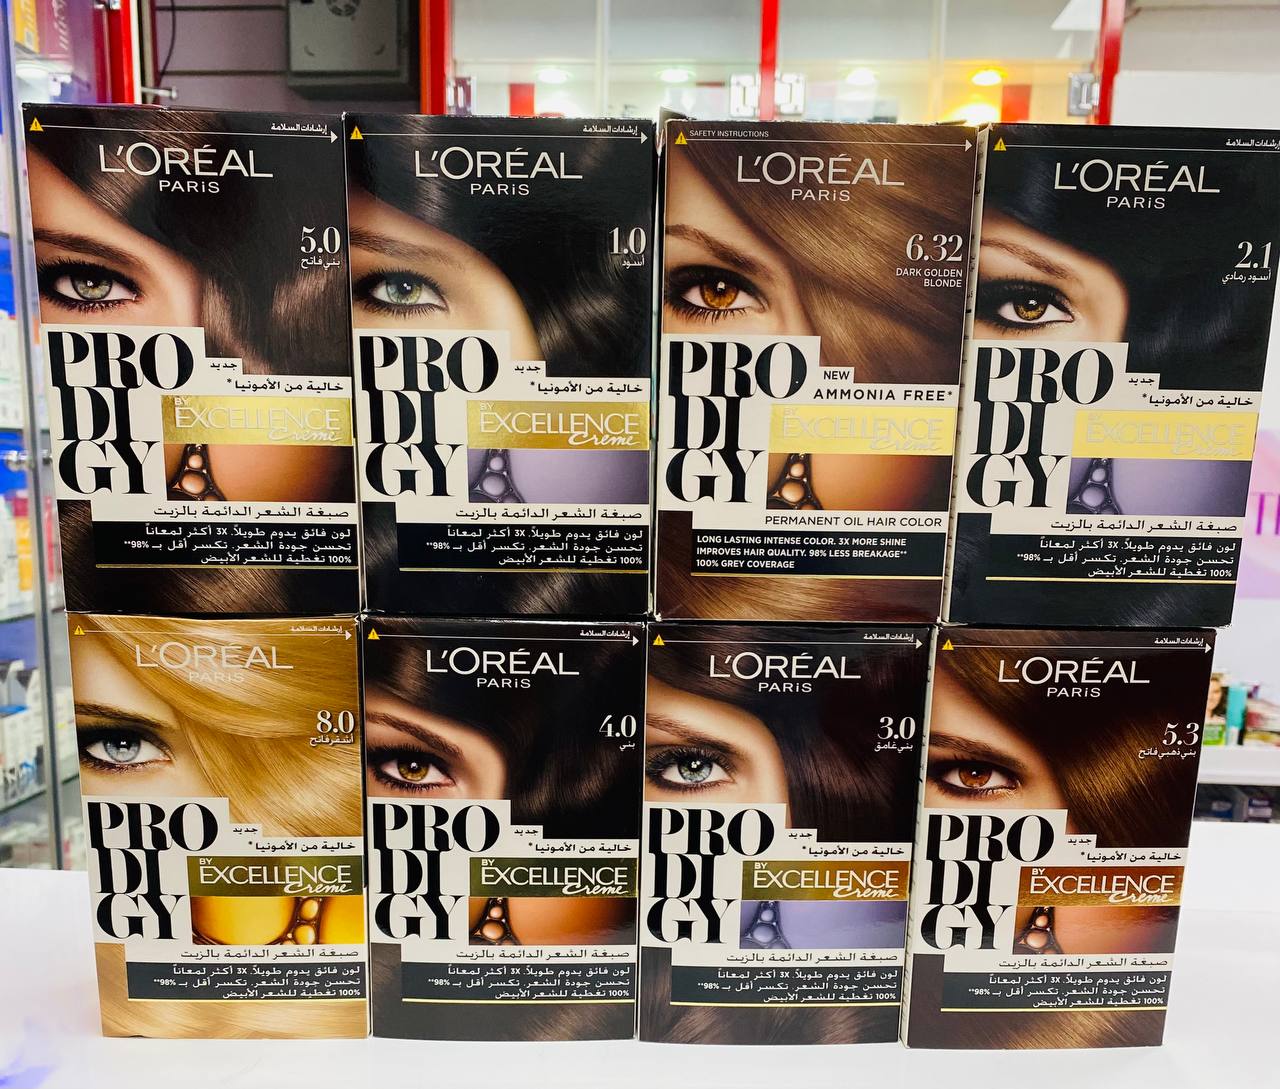 إرشادات السلامة
L'ORÉAL
PARiS
5.0
بني فاتح
PRO
DI
GY
جديد
خالية من الأمونيا*
BY
EXCELLENCE
Creme
صبغة الشعر الدائمة بالزيت
لون فائق يدوم طويلاً. 3X أكثر لمعاناً
تحسن جودة الشعر. تكسر أقل بـ 98%**
100% تغطية للشعر الأبيض
إرشادات السلامة
L'ORÉAL
PARiS
1.0
أسود
PRO
DI
GY
جديد
خالية من الأمونيا*
BY
EXCELLENCE
Creme
صبغة الشعر الدائمة بالزيت
لون فائق يدوم طويلاً. 3X أكثر لمعاناً
تحسن جودة الشعر. تكسر أقل بـ 98%**
100% تغطية للشعر الأبيض
SAFETY INSTRUCTIONS
L'ORÉAL
PARiS
6.32
DARK GOLDEN
BLONDE
PRO
DI
GY
NEW
AMMONIA FREE*
BY
EXCELLENCE
Creme
PERMANENT OIL HAIR COLOR
LONG LASTING INTENSE COLOR. 3X MORE SHINE
IMPROVES HAIR QUALITY. 98% LESS BREAKAGE**
100% GREY COVERAGE
إرشادات السلامة
L'ORÉAL
PARiS
2.1
أسود رمادي
PRO
DI
GY
جديد
خالية من الأمونيا*
BY
EXCELLENCE
Creme
صبغة الشعر الدائمة بالزيت
لون فائق يدوم طويلاً. 3X أكثر لمعاناً
تحسن جودة الشعر. تكسر أقل بـ 98%**
100% تغطية للشعر الأبيض
إرشادات السلامة
L'ORÉAL
PARiS
8.0
أشقر فاتح
PRO
DI
GY
جديد
خالية من الأمونيا*
BY
EXCELLENCE
Creme
صبغة الشعر الدائمة بالزيت
لون فائق يدوم طويلاً. 3X أكثر لمعاناً
تحسن جودة الشعر. تكسر أقل بـ 98%**
100% تغطية للشعر الأبيض
إرشادات السلامة
L'ORÉAL
PARiS
4.0
بني
PRO
DI
GY
جديد
خالية من الأمونيا*
BY
EXCELLENCE
Creme
صبغة الشعر الدائمة بالزيت
لون فائق يدوم طويلاً. 3X أكثر لمعاناً
تحسن جودة الشعر. تكسر أقل بـ 98%**
100% تغطية للشعر الأبيض
إرشادات السلامة
L'ORÉAL
PARiS
3.0
بني غامق
PRO
DI
GY
جديد
خالية من الأمونيا*
BY
EXCELLENCE
Creme
صبغة الشعر الدائمة بالزيت
لون فائق يدوم طويلاً. 3X أكثر لمعاناً
تحسن جودة الشعر. تكسر أقل بـ 98%**
100% تغطية للشعر الأبيض
إرشادات السلامة
L'ORÉAL
PARiS
5.3
بني ذهبي فاتح
PRO
DI
GY
جديد
خالية من الأمونيا*
BY
EXCELLENCE
Creme
صبغة الشعر الدائمة بالزيت
لون فائق يدوم طويلاً. 3X أكثر لمعاناً
تحسن جودة الشعر. تكسر أقل بـ 98%**
100% تغطية للشعر الأبيض